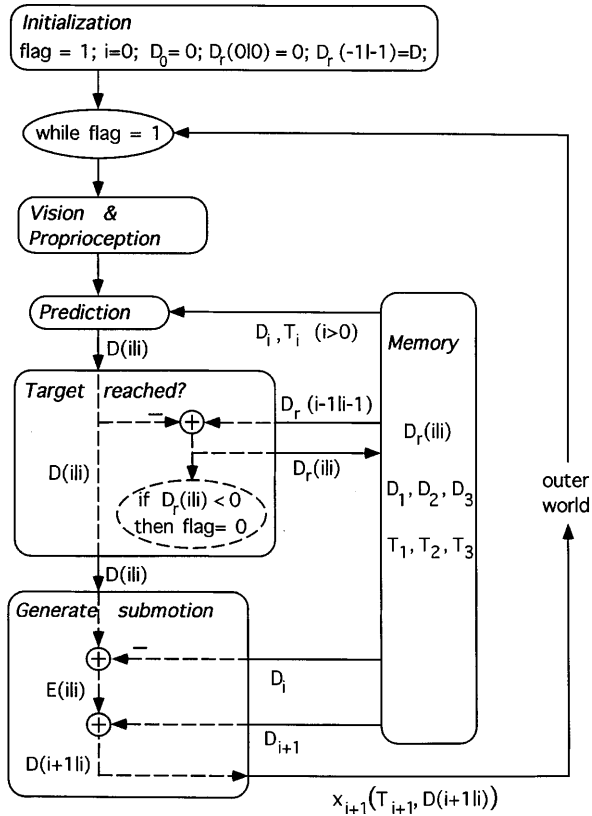 Initialization
flag = 1; i=0; D₀= 0; Dᵣ(0|0) = 0; Dᵣ (-1|-1)=D;
while flag = 1
Vision &
Proprioception
Prediction
Dᵢ , Tᵢ (i>0)
Memory
D(i|i)
Target reached?
−
+
Dᵣ (i-1|i-1)
Dᵣ(i|i)
Dᵣ(i|i)
D(i|i)
if Dᵣ(i|i) < 0
then flag= 0
D₁ , D₂ , D₃
T₁ , T₂ , T₃
outer
world
D(i|i)
Generate submotion
−
+
Dᵢ
E(i|i)
+
Dᵢ₊₁
D(i+1|i)
xᵢ₊₁(Tᵢ₊₁, D(i+1|i))